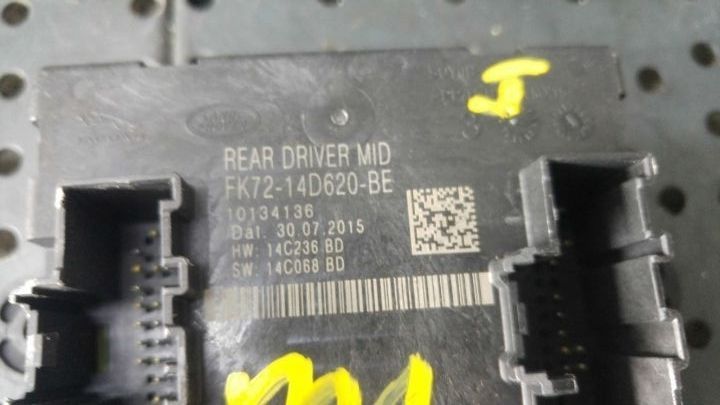 REAR DRIVER MID
FK72-14D620-BE
10134136
Dat. 30.07.2015
HW: 14C236 BD
SW: 14C068 BD